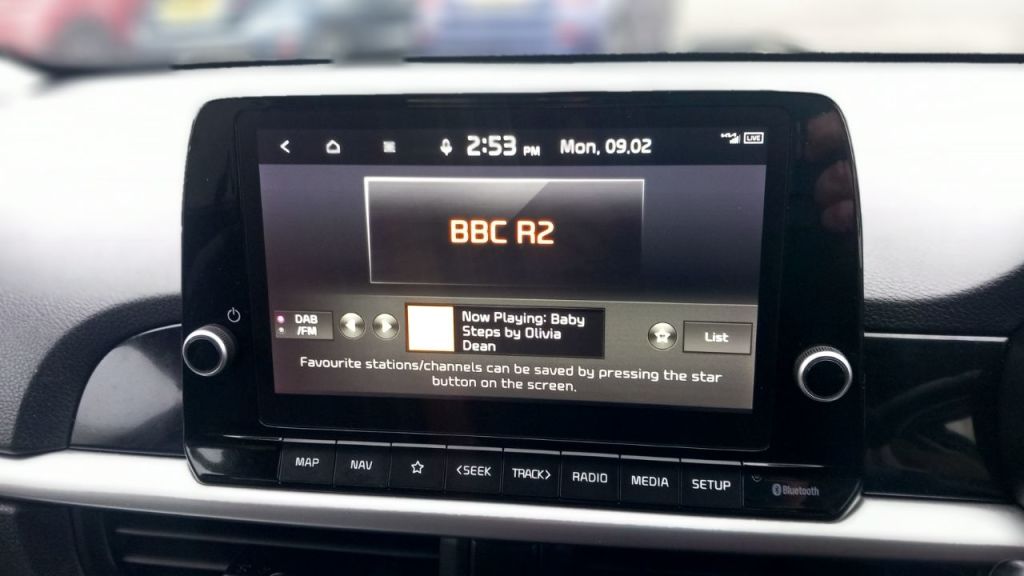 2:53 PM Mon, 09.02 KIA LIVE
BBC R2
DAB
/FM
Now Playing: Baby
Steps by Olivia
Dean
List
Favourite stations/channels can be saved by pressing the star
button on the screen.
MAP NAV <SEEK TRACK> RADIO MEDIA SETUP
Bluetooth